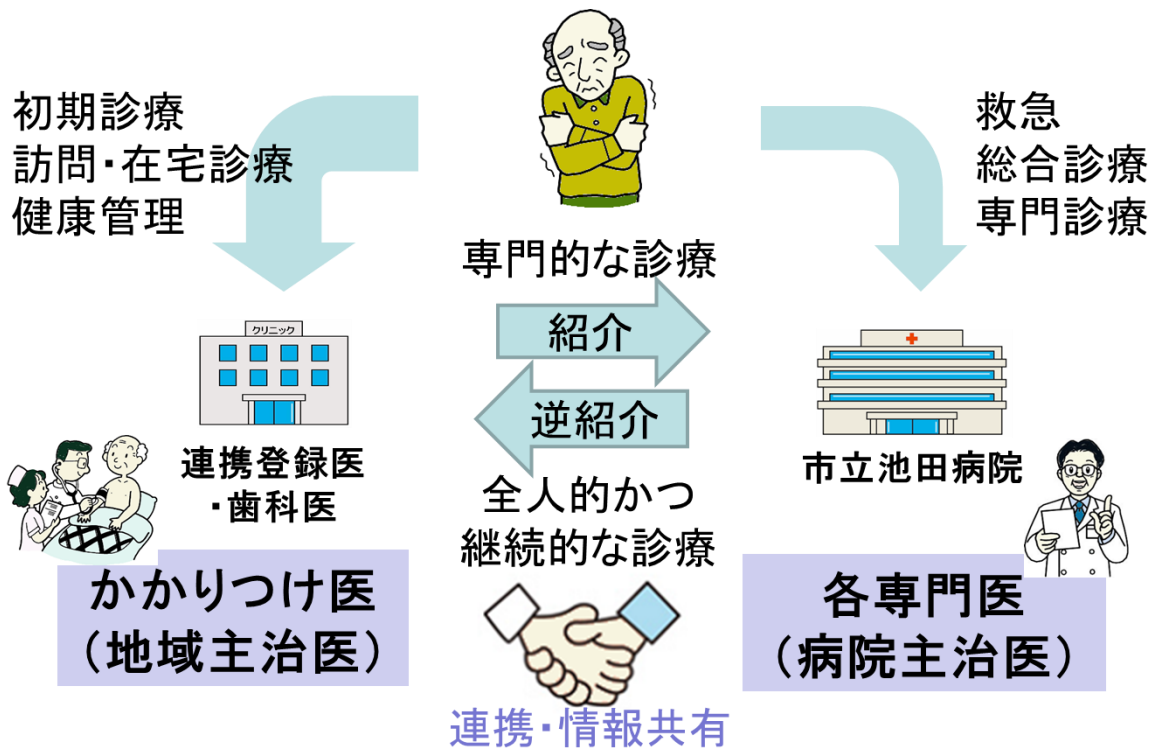 初期診療
訪問・在宅診療
健康管理
救急
総合診療
専門診療
専門的な診療
紹介
逆紹介
全人的かつ
継続的な診療
クリニック
連携登録医
・歯科医
かかりつけ医
（地域主治医）
市立池田病院
各専門医
（病院主治医）
連携・情報共有